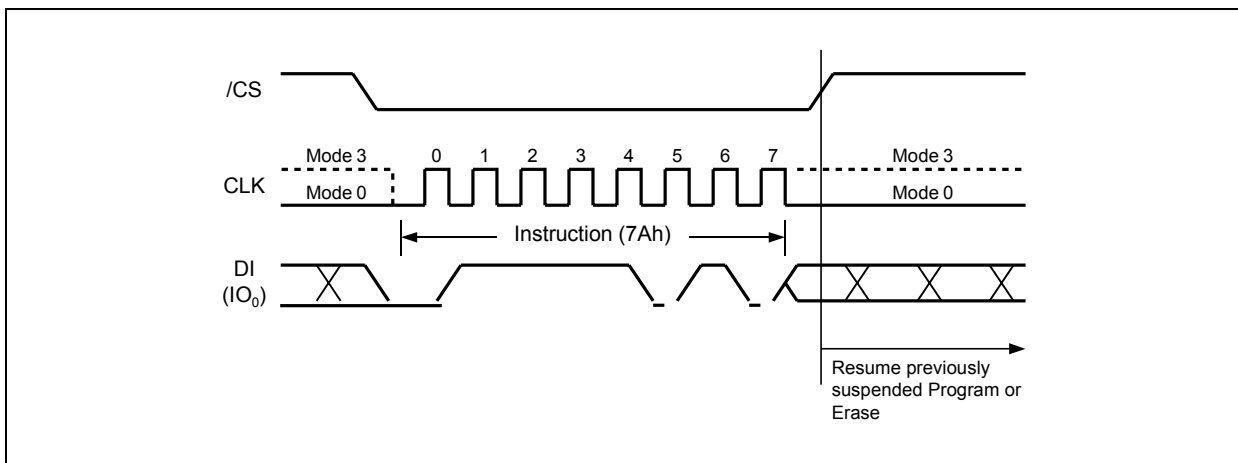 /CS
Mode 3 0 1 2 3 4 5 6 7 Mode 3
CLK
Mode 0 Mode 0
Instruction (7Ah)
DI
(IO₀)
Resume previously
suspended Program or
Erase